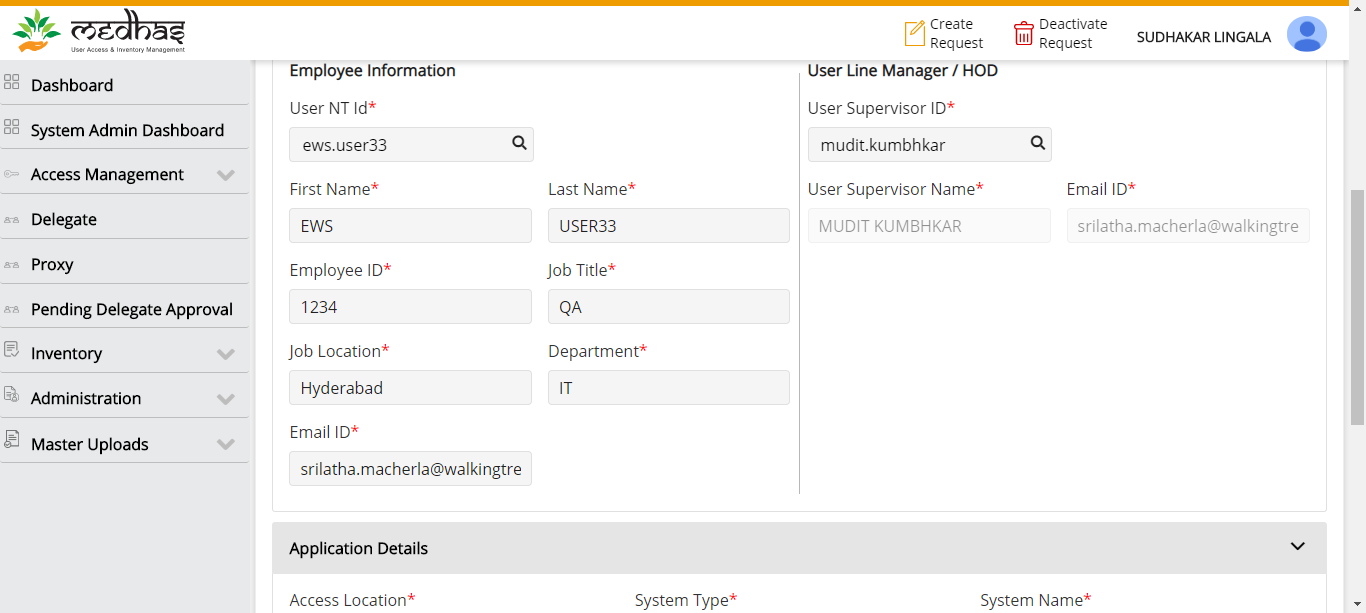 medhas
User Access & Inventory Management
Create
Request
Deactivate
Request
SUDHAKAR LINGALA
Dashboard
System Admin Dashboard
Access Management
Delegate
Proxy
Pending Delegate Approval
Inventory
Administration
Master Uploads
Employee Information
User NT Id*
ews.user33
First Name* Last Name*
EWS USER33
Employee ID* Job Title*
1234 QA
Job Location* Department*
Hyderabad IT
Email ID*
srilatha.macherla@walkingtre
User Line Manager / HOD
User Supervisor ID*
mudit.kumbhkar
User Supervisor Name* Email ID*
MUDIT KUMBHKAR srilatha.macherla@walkingtre
Application Details
Access Location* System Type* System Name*